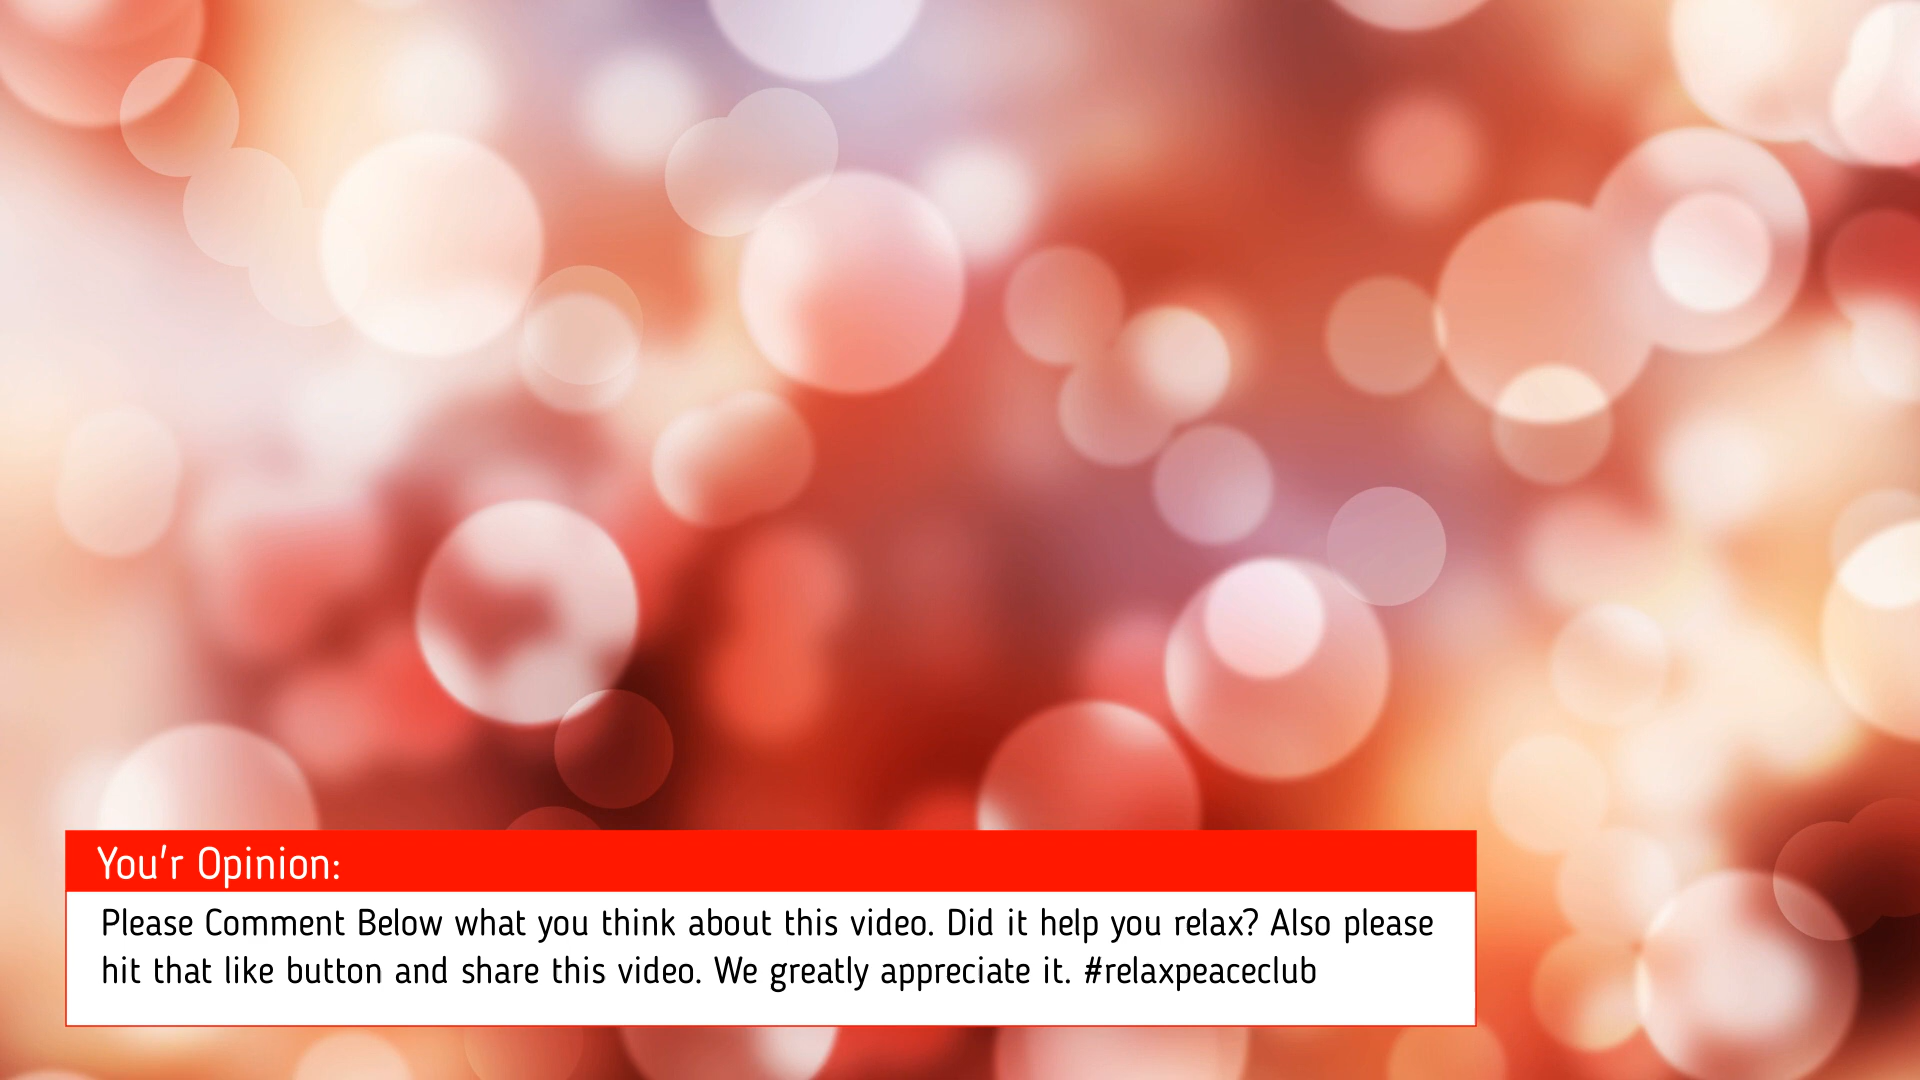 You'r Opinion:
Please Comment Below what you think about this video. Did it help you relax? Also please
hit that like button and share this video. We greatly appreciate it. #relaxpeaceclub